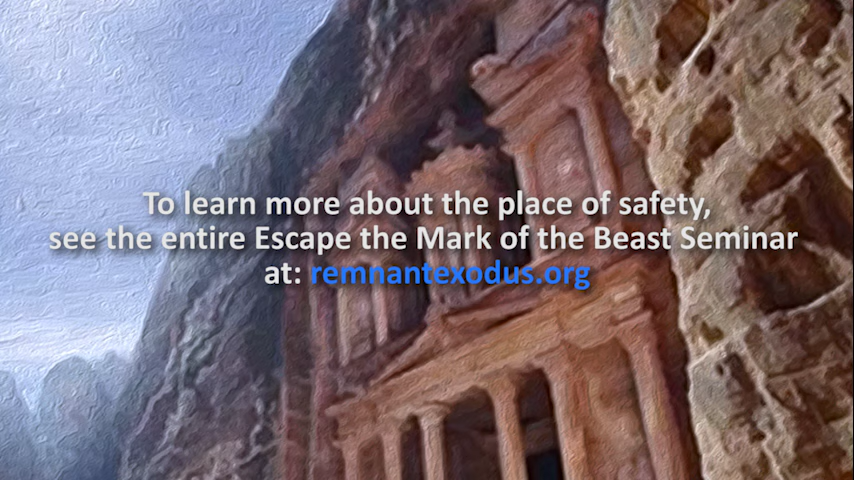 To learn more about the place of safety,
see the entire Escape the Mark of the Beast Seminar
at: remnantexodus.org